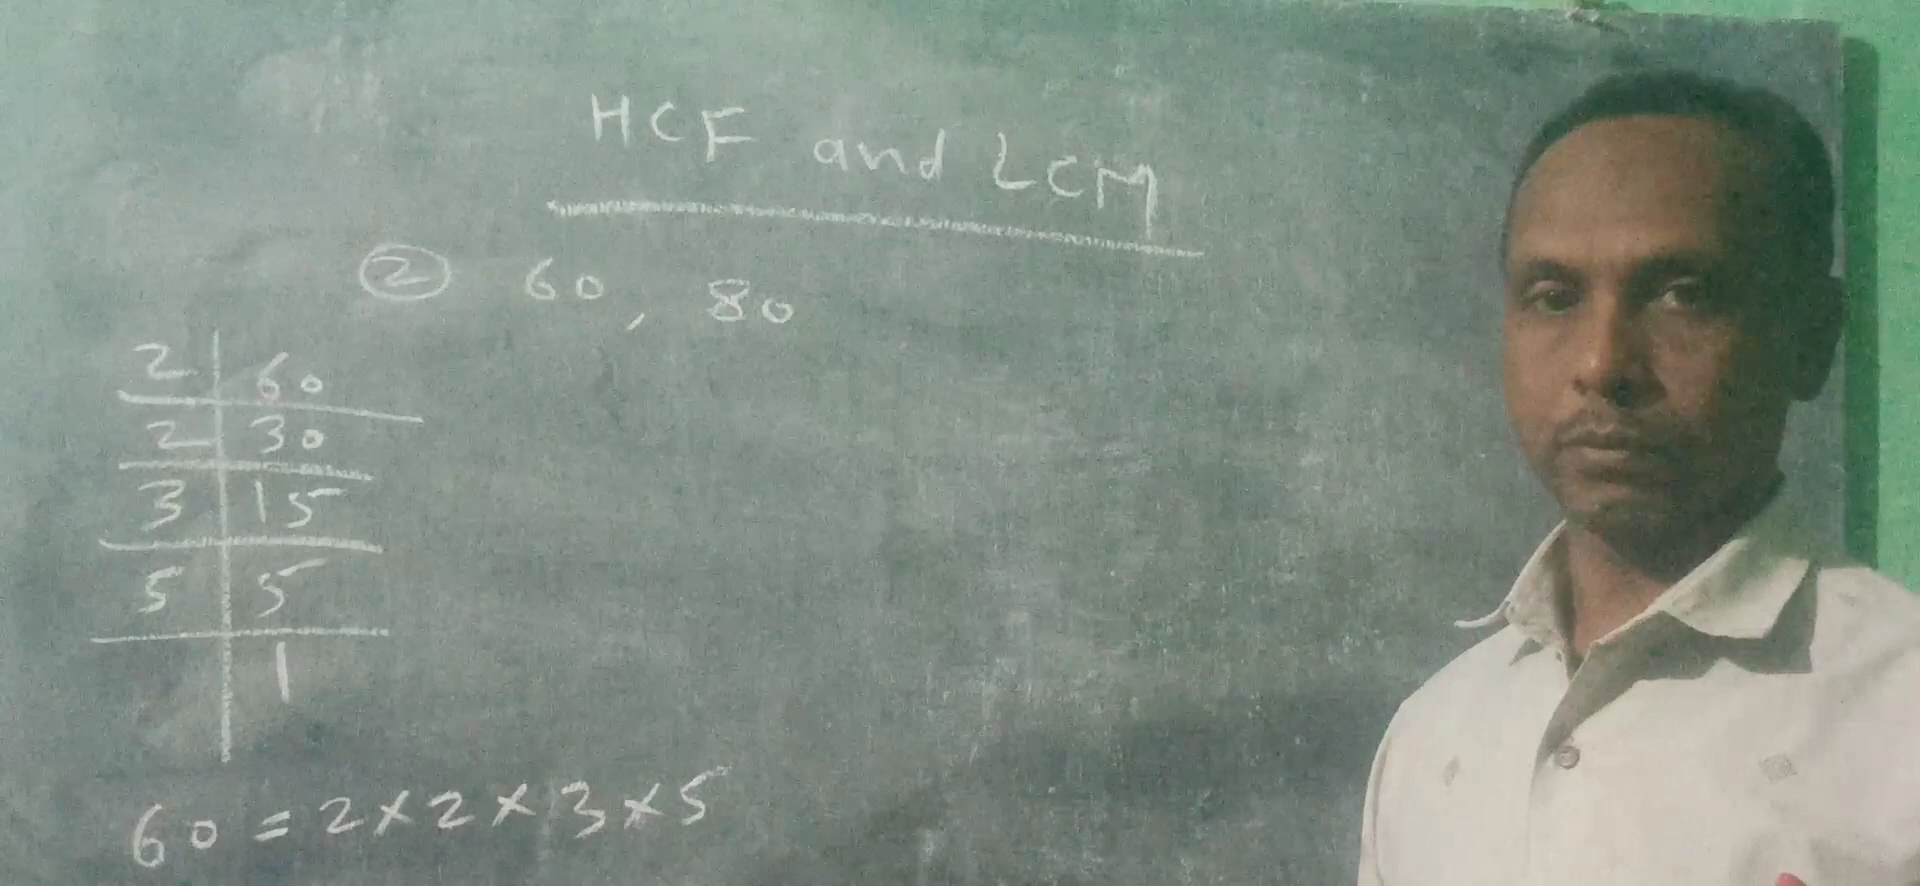 HCF and LCM
② 60, 80
2 | 60
2 | 30
3 | 15
5 | 5
| 1
60 = 2 × 2 × 3 × 5